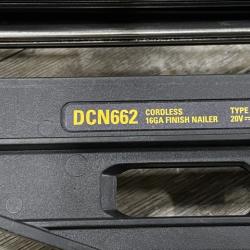 DCN662 CORDLESS TYPE
16GA FINISH NAILER 20V